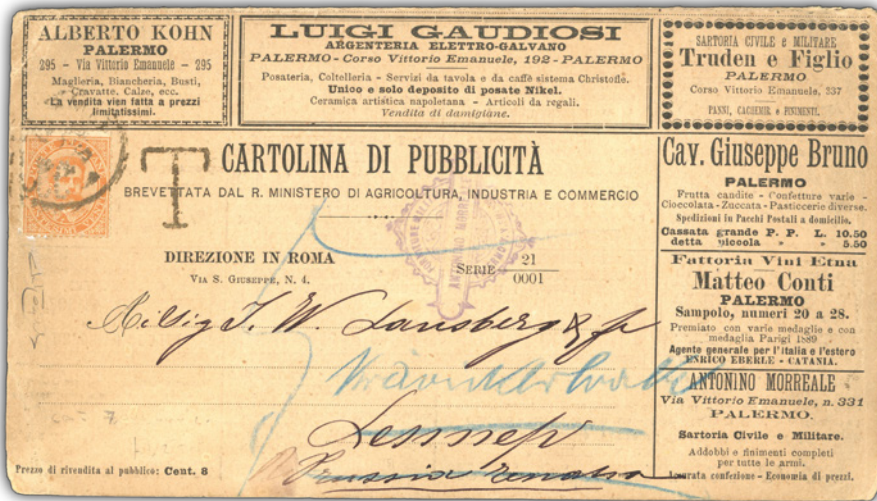 ALBERTO KOHN
PALERMO
295 - Via Vittorio Emanuele - 295
Maglieria, Biancheria, Busti,
Cravatte, Calze, ecc.
La vendita vien fatta a prezzi
limitatissimi.
LUIGI GAUDIOSI
ARGENTERIA ELETTRO-GALVANO
PALERMO - Corso Vittorio Emanuele, 192 - PALERMO
Posateria, Coltelleria - Servizi da tavola e da caffè sistema Christofle.
Unico e solo deposito di posate Nikel.
Ceramica artistica napoletana - Articoli da regali.
Vendita di damigiane.
SARTORIA CIVILE e MILITARE
Truden e Figlio
PALERMO
Corso Vittorio Emanuele, 337
PANNI, CACHEMIR e FINIMENTI.
T
CARTOLINA DI PUBBLICITÀ
BREVETTATA DAL R. MINISTERO DI AGRICOLTURA, INDUSTRIA E COMMERCIO
DIREZIONE IN ROMA
VIA S. GIUSEPPE, N. 4.
SERIE 21
0001
J. W. Lansberg
Lennep
Prussia renana
Prezzo di rivendita al pubblico: Cent. 8
Cav. Giuseppe Bruno
PALERMO
Frutta candite - Confetture varie -
Cioccolata - Zuccata - Pasticcerie diverse.
Spedizioni in Pacchi Postali a domicilio.
Cassata grande P. P. L. 10.50
detta piccola » » 5.50
Fattoria Vini Etna
Matteo Conti
PALERMO
Sampolo, numeri 20 a 28.
Premiato con varie medaglie e con
medaglia Parigi 1889
Agente generale per l'Italia e l'estero
ENRICO EBERLE - CATANIA.
ANTONINO MORREALE
Via Vittorio Emanuele, n. 331
PALERMO.
Sartoria Civile e Militare.
Addobbi e finimenti completi
per tutte le armi.
Accurata confezione - Economia di prezzi.